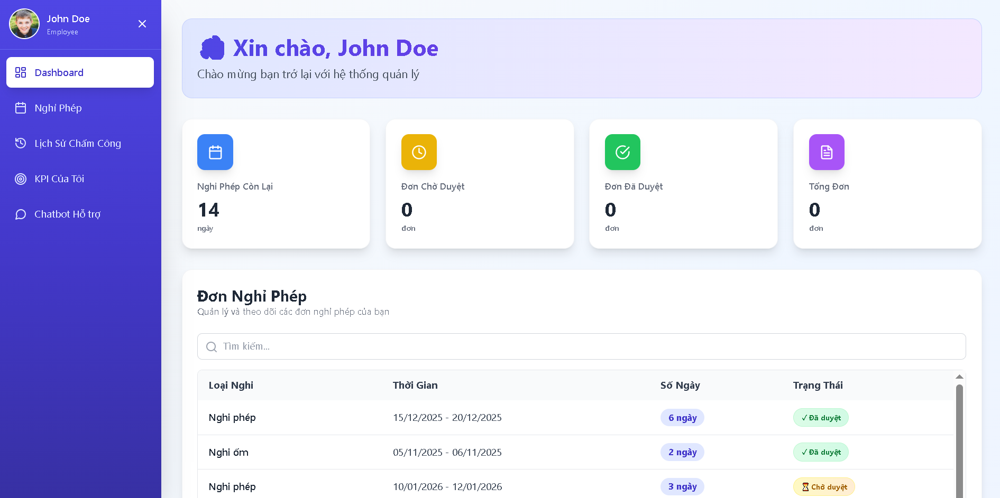 John Doe
Employee
Dashboard
Nghỉ Phép
Lịch Sử Chấm Công
KPI Của Tôi
Chatbot Hỗ trợ
Xin chào, John Doe
Chào mừng bạn trở lại với hệ thống quản lý
Nghỉ Phép Còn Lại
14
ngày
Đơn Chờ Duyệt
0
đơn
Đơn Đã Duyệt
0
đơn
Tổng Đơn
0
đơn
Đơn Nghỉ Phép
Quản lý và theo dõi các đơn nghỉ phép của bạn
Tìm kiếm...
Loại Nghỉ Thời Gian Số Ngày Trạng Thái
Nghỉ phép 15/12/2025 - 20/12/2025 6 ngày ✓ Đã duyệt
Nghỉ ốm 05/11/2025 - 06/11/2025 2 ngày ✓ Đã duyệt
Nghỉ phép 10/01/2026 - 12/01/2026 3 ngày ⏳ Chờ duyệt